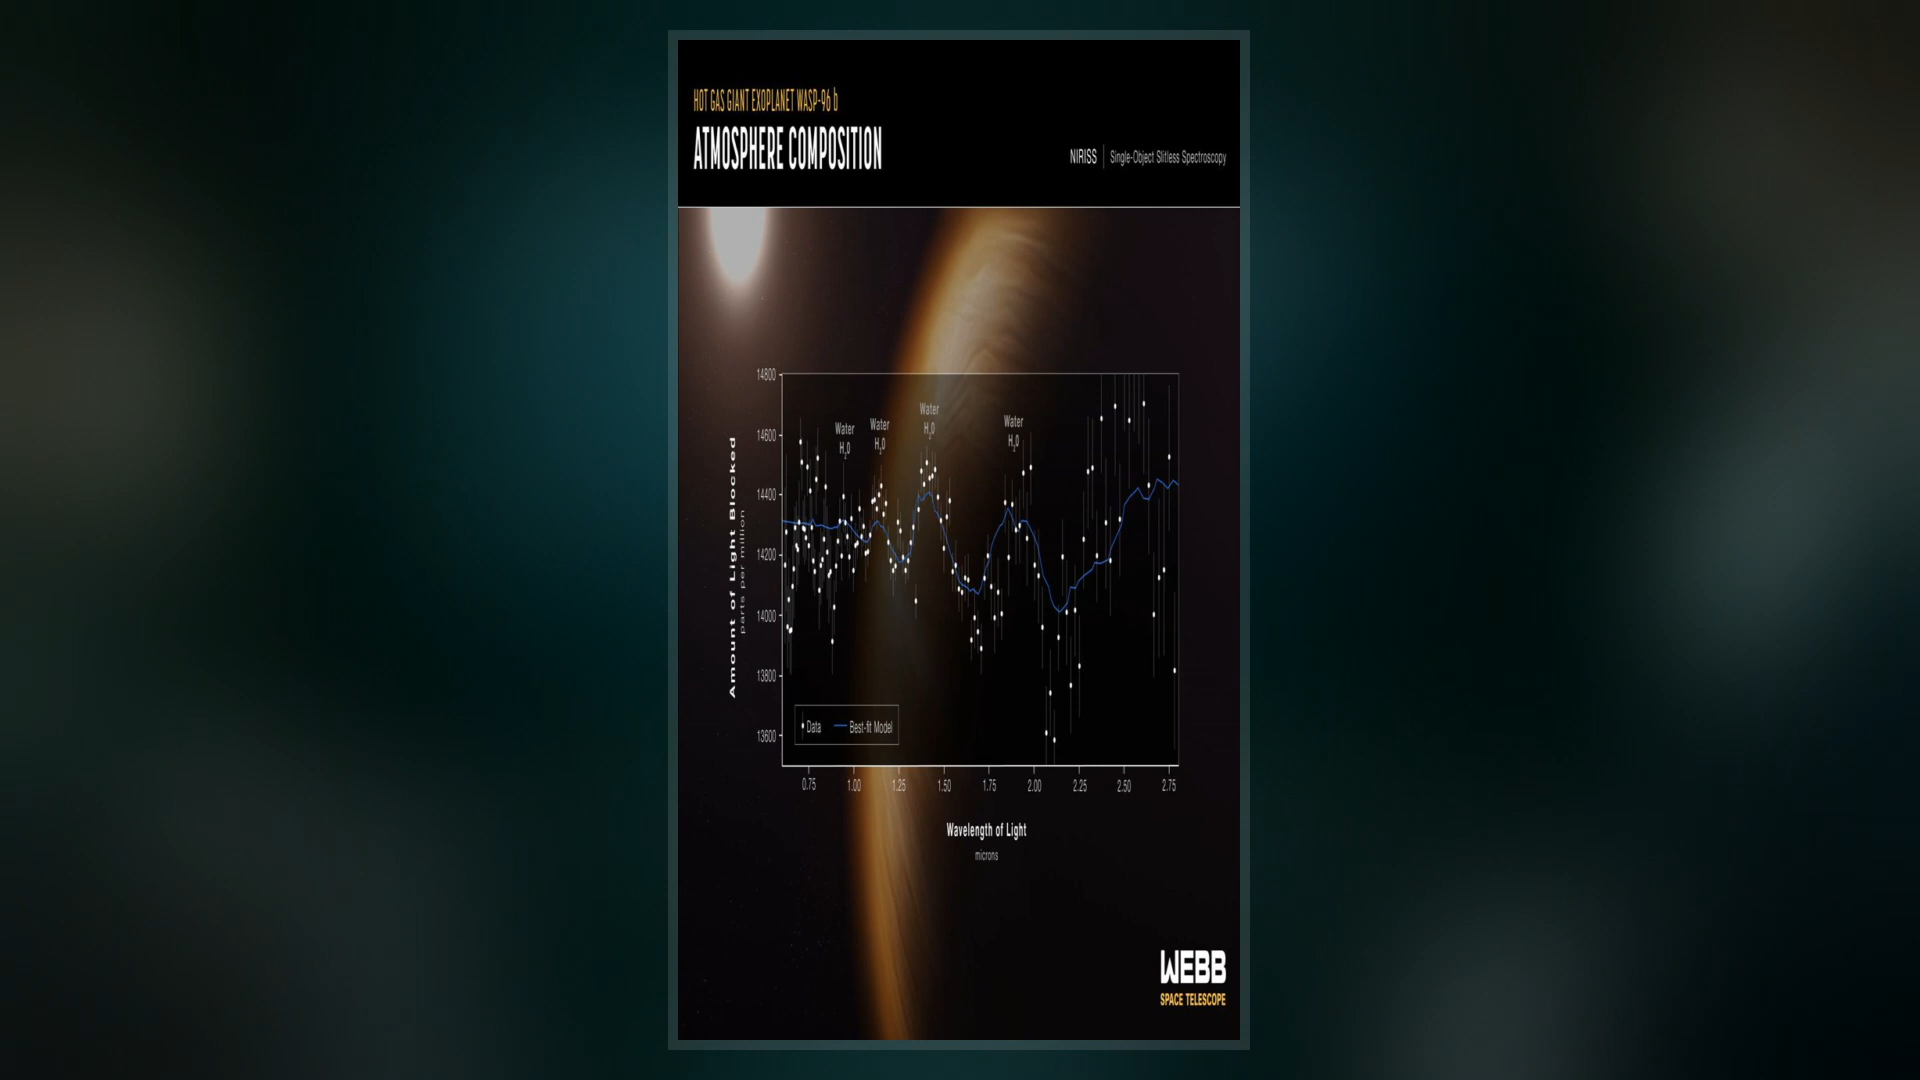 HOT GAS GIANT EXOPLANET WASP-96 b
ATMOSPHERE COMPOSITION
NIRISS | Single-Object Slitless Spectroscopy
Amount of Light Blocked
parts per million
14800
14600
14400
14200
14000
13800
13600
Water
H₂O
Water
H₂O
Water
H₂O
Water
H₂O
Data
Best-fit Model
0.75 1.00 1.25 1.50 1.75 2.00 2.25 2.50 2.75
Wavelength of Light
microns
WEBB
SPACE TELESCOPE